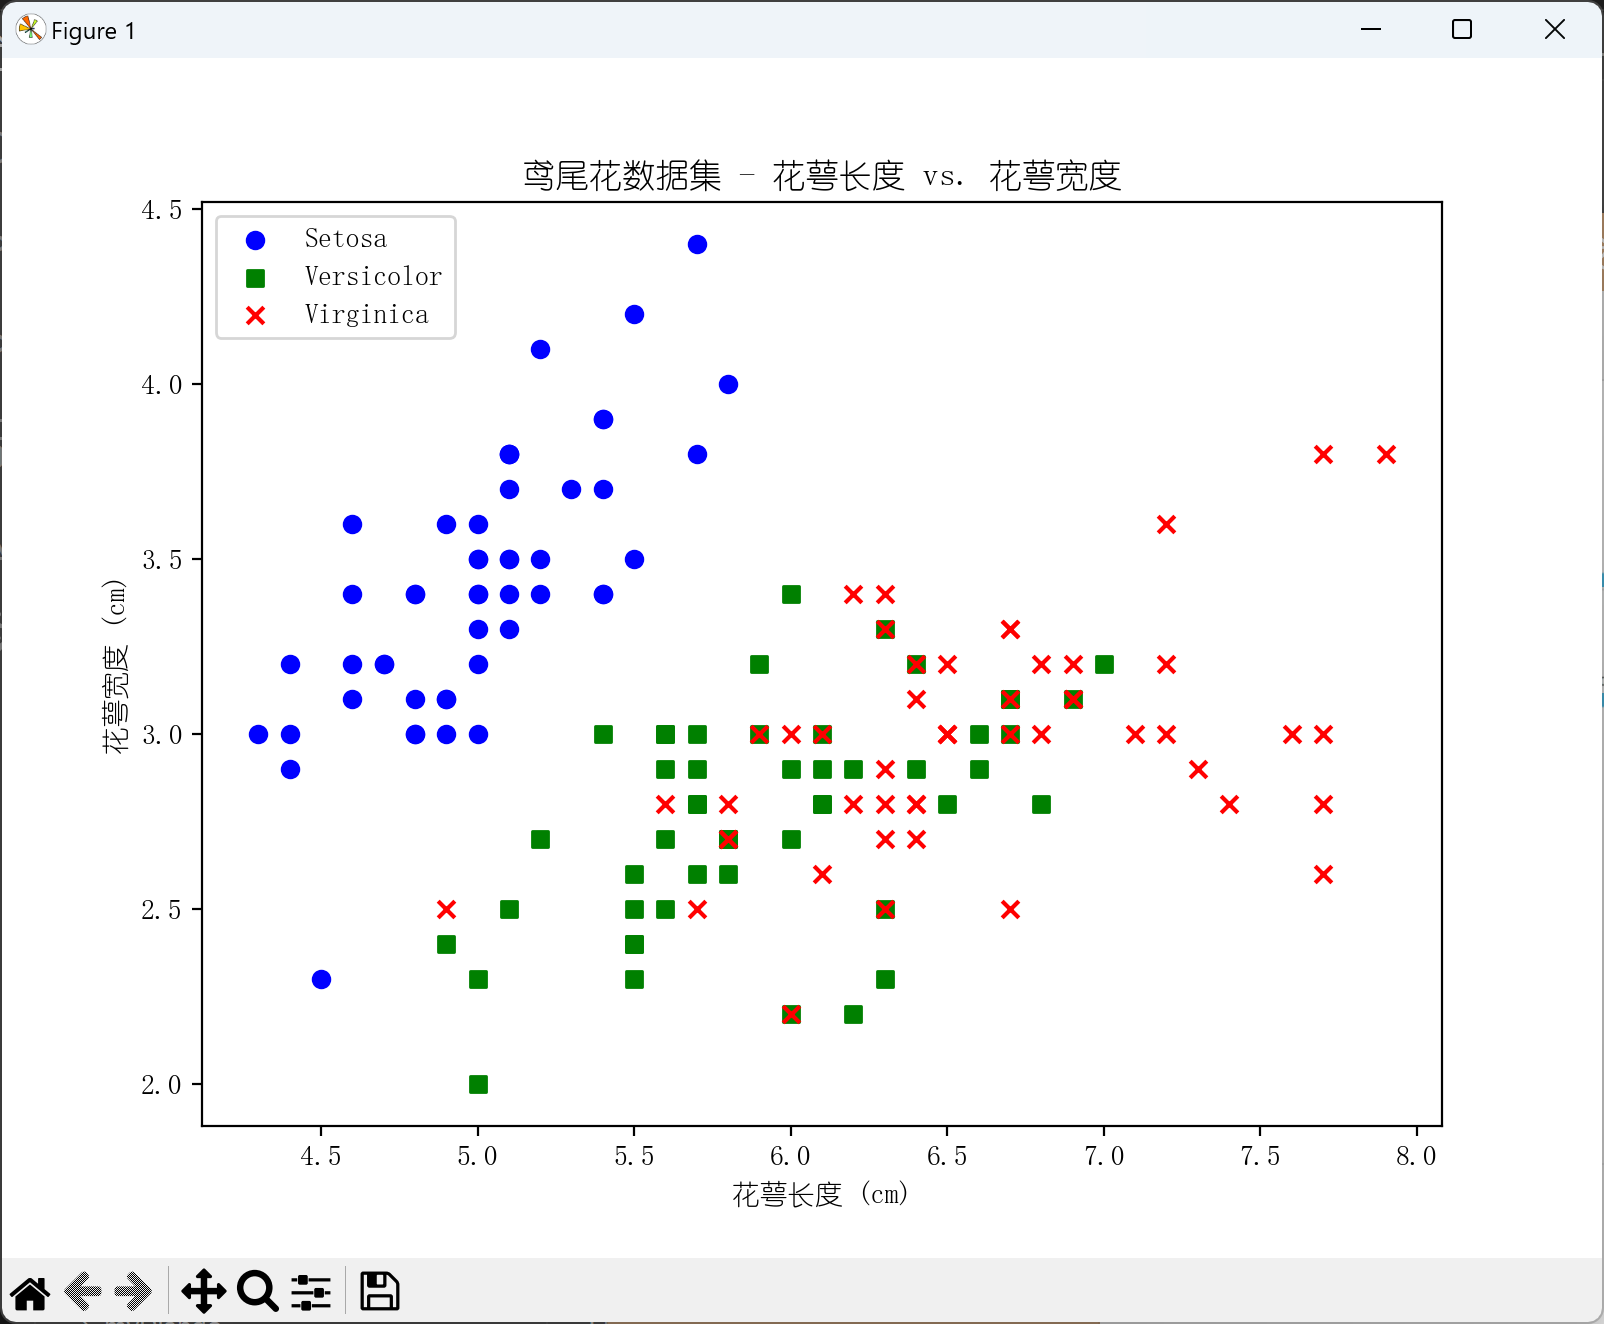 Figure 1
鸢尾花数据集 - 花萼长度 vs. 花萼宽度
Setosa
Versicolor
Virginica
4.5
4.0
3.5
3.0
2.5
2.0
花萼宽度 (cm)
4.5 5.0 5.5 6.0 6.5 7.0 7.5 8.0
花萼长度 (cm)